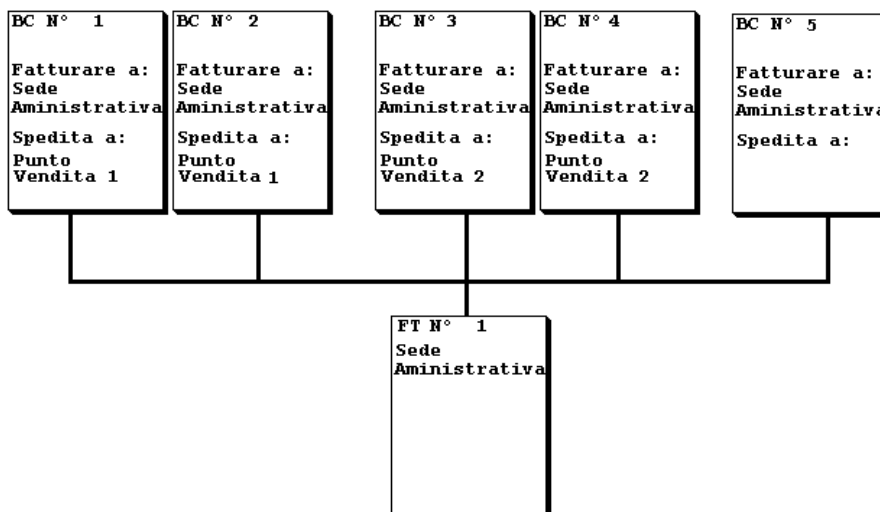 BC N° 1
Fatturare a:
Sede
Aministrativa
Spedita a:
Punto
Vendita 1
BC N° 2
Fatturare a:
Sede
Aministrativa
Spedita a:
Punto
Vendita 1
BC N° 3
Fatturare a:
Sede
Aministrativa
Spedita a:
Punto
Vendita 2
BC N° 4
Fatturare a:
Sede
Aministrativa
Spedita a:
Punto
Vendita 2
BC N° 5
Fatturare a:
Sede
Aministrativa
Spedita a:
FT N° 1
Sede
Aministrativa